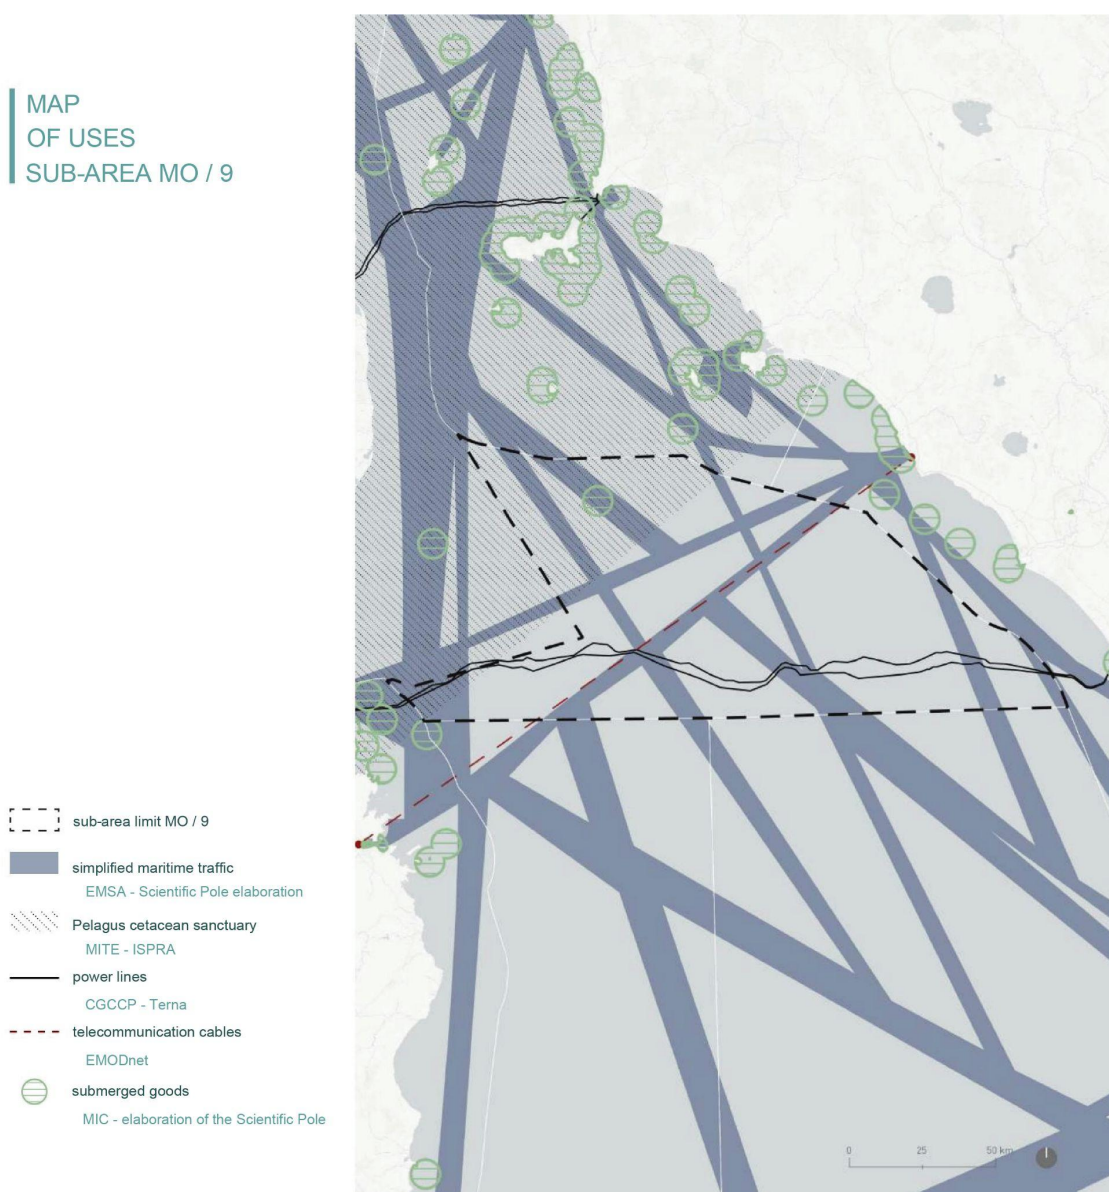 MAP
OF USES
SUB-AREA MO / 9
sub-area limit MO / 9
simplified maritime traffic
EMSA - Scientific Pole elaboration
Pelagus cetacean sanctuary
MITE - ISPRA
power lines
CGCCP - Terna
telecommunication cables
EMODnet
submerged goods
MIC - elaboration of the Scientific Pole
0 25 50 km